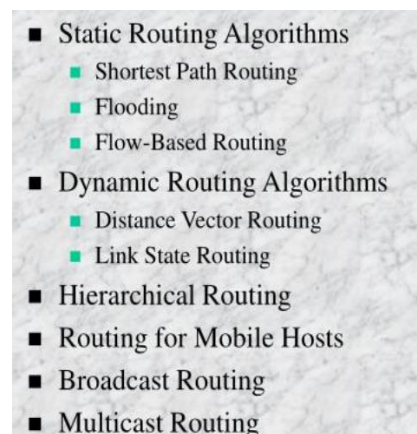 Static Routing Algorithms
Shortest Path Routing
Flooding
Flow-Based Routing
Dynamic Routing Algorithms
Distance Vector Routing
Link State Routing
Hierarchical Routing
Routing for Mobile Hosts
Broadcast Routing
Multicast Routing